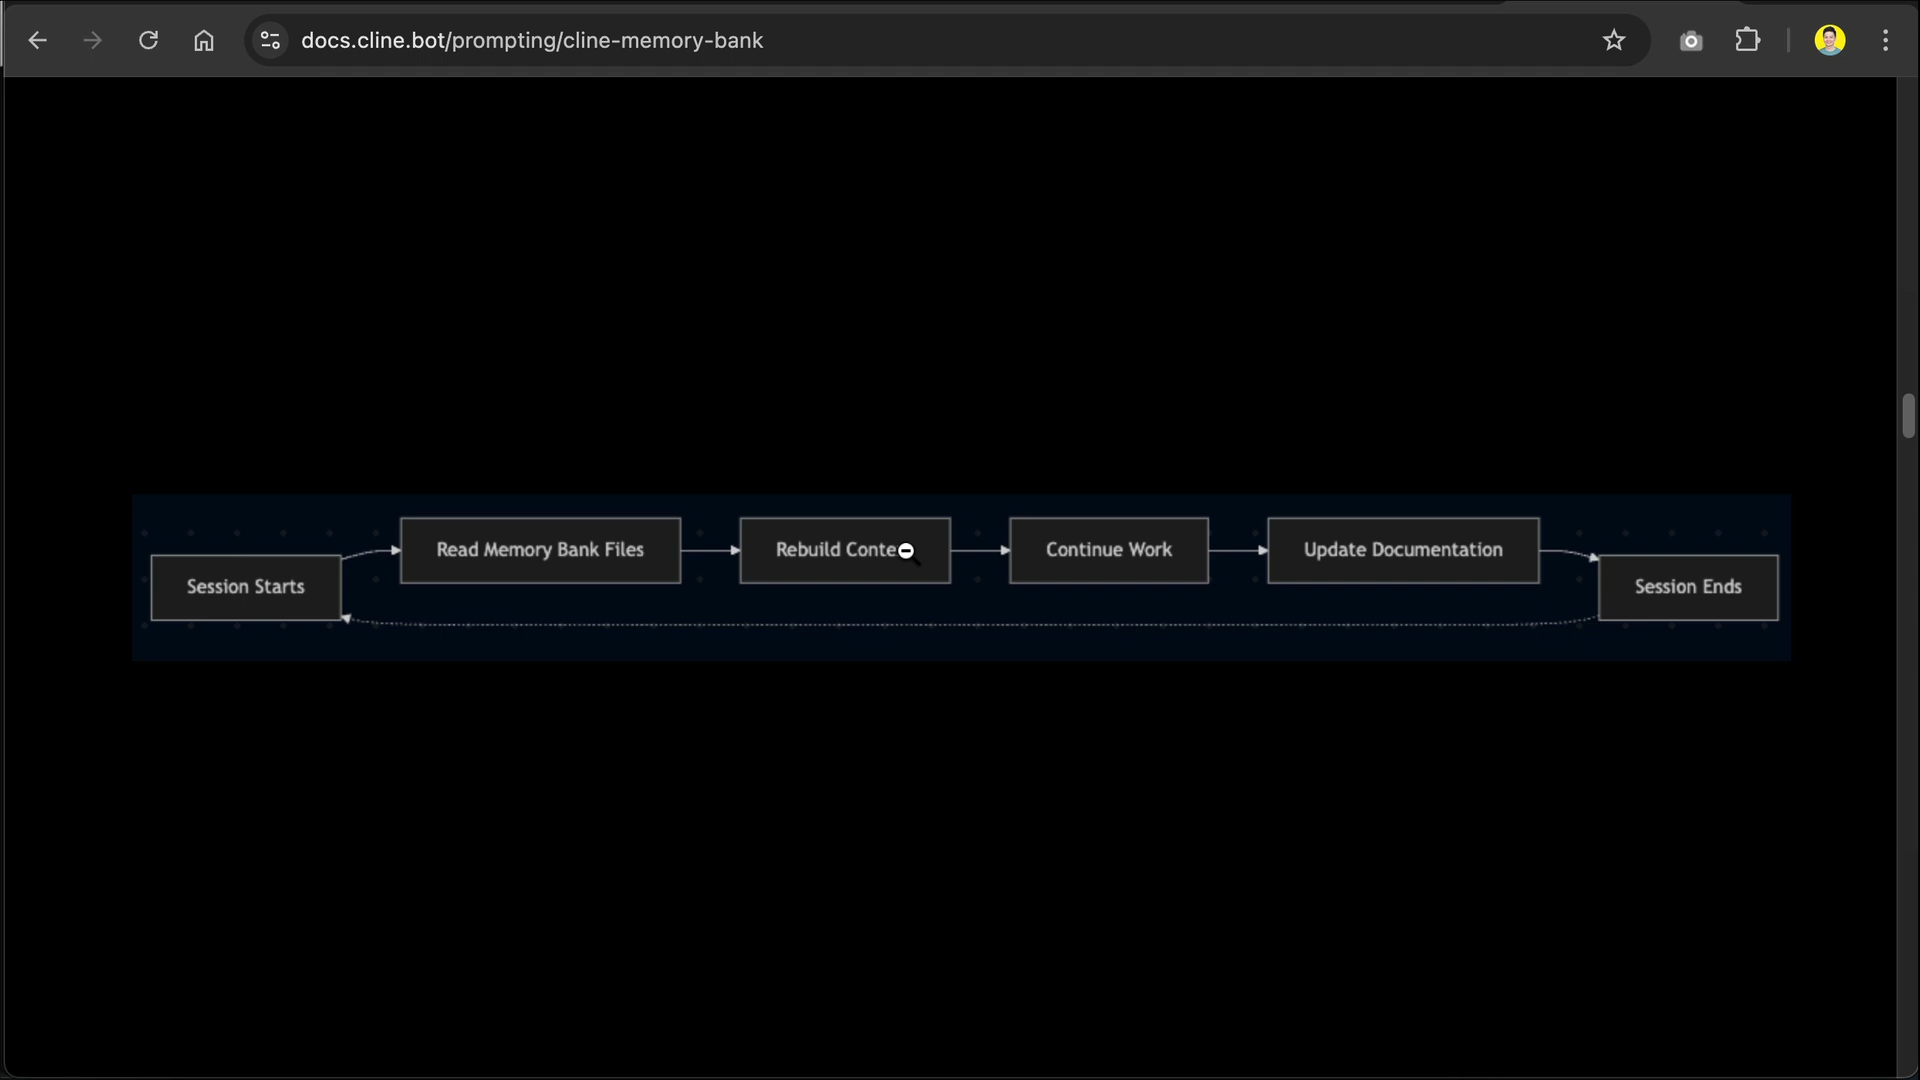 docs.cline.bot/prompting/cline-memory-bank
Session Starts
Read Memory Bank Files
Rebuild Conte
Continue Work
Update Documentation
Session Ends